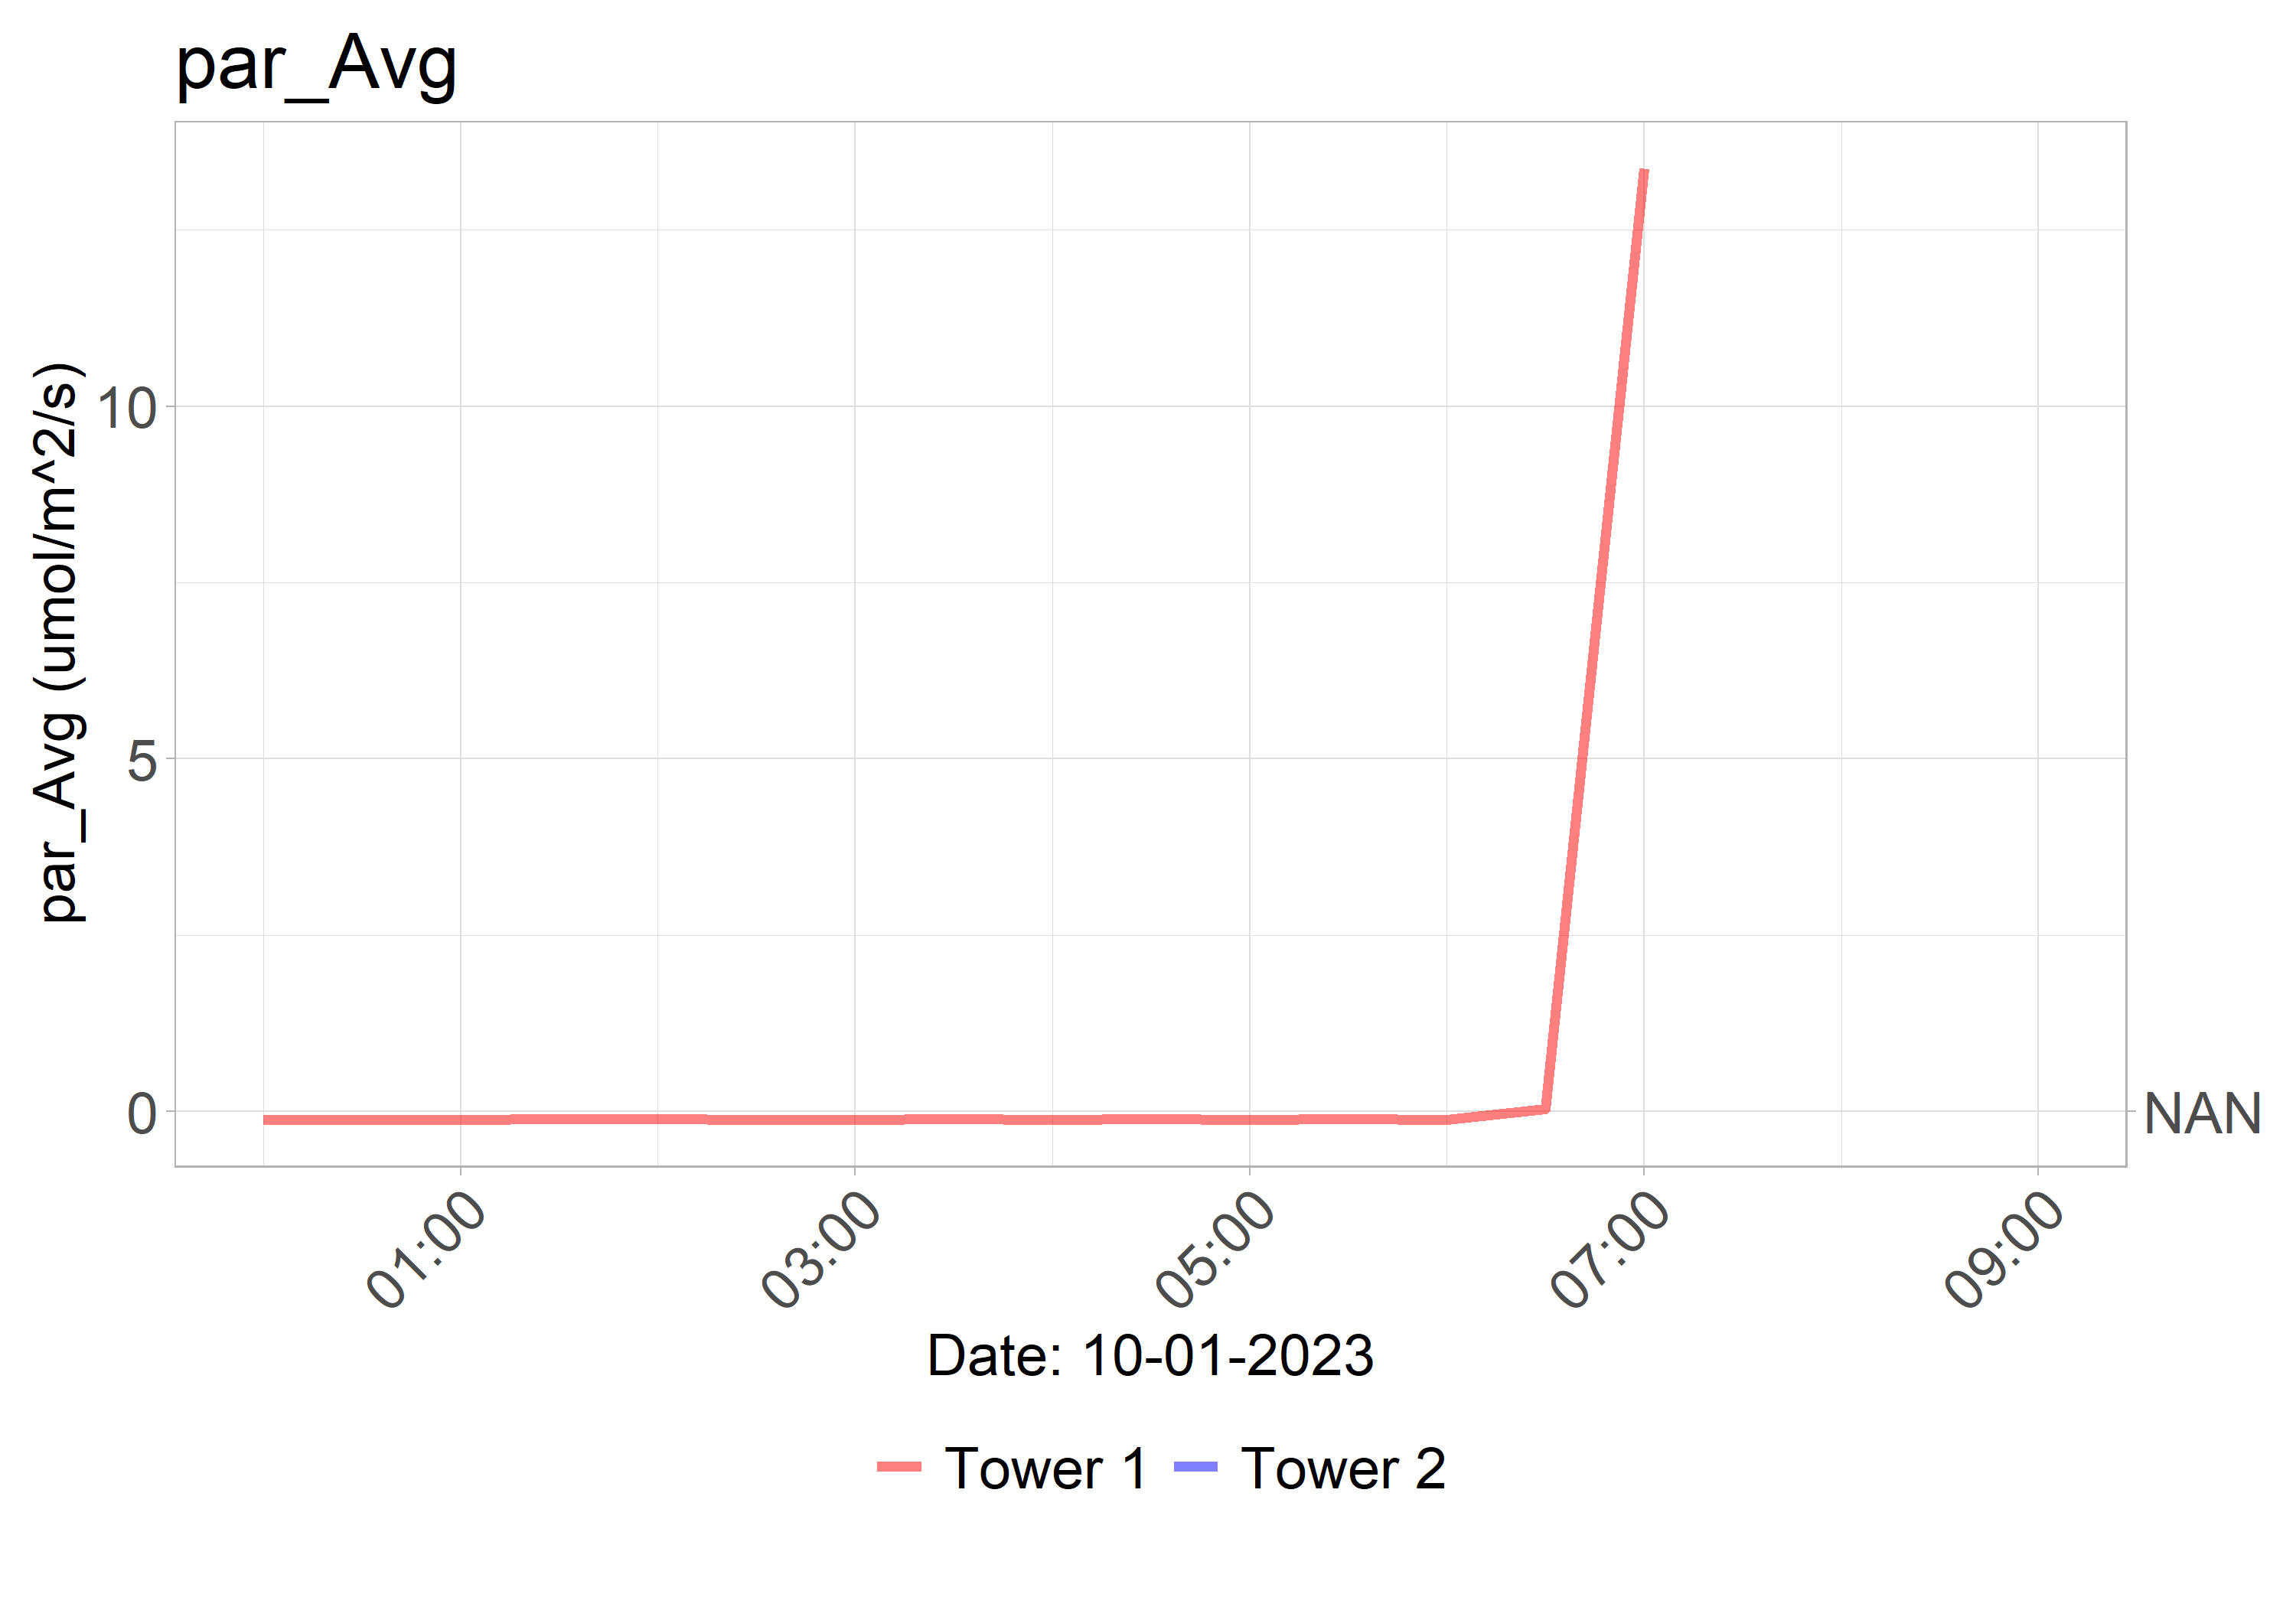 par_Avg
par_Avg (umol/m^2/s)
10
5
0
NAN
01:00
03:00
05:00
07:00
09:00
Date: 10-01-2023
Tower 1
Tower 2